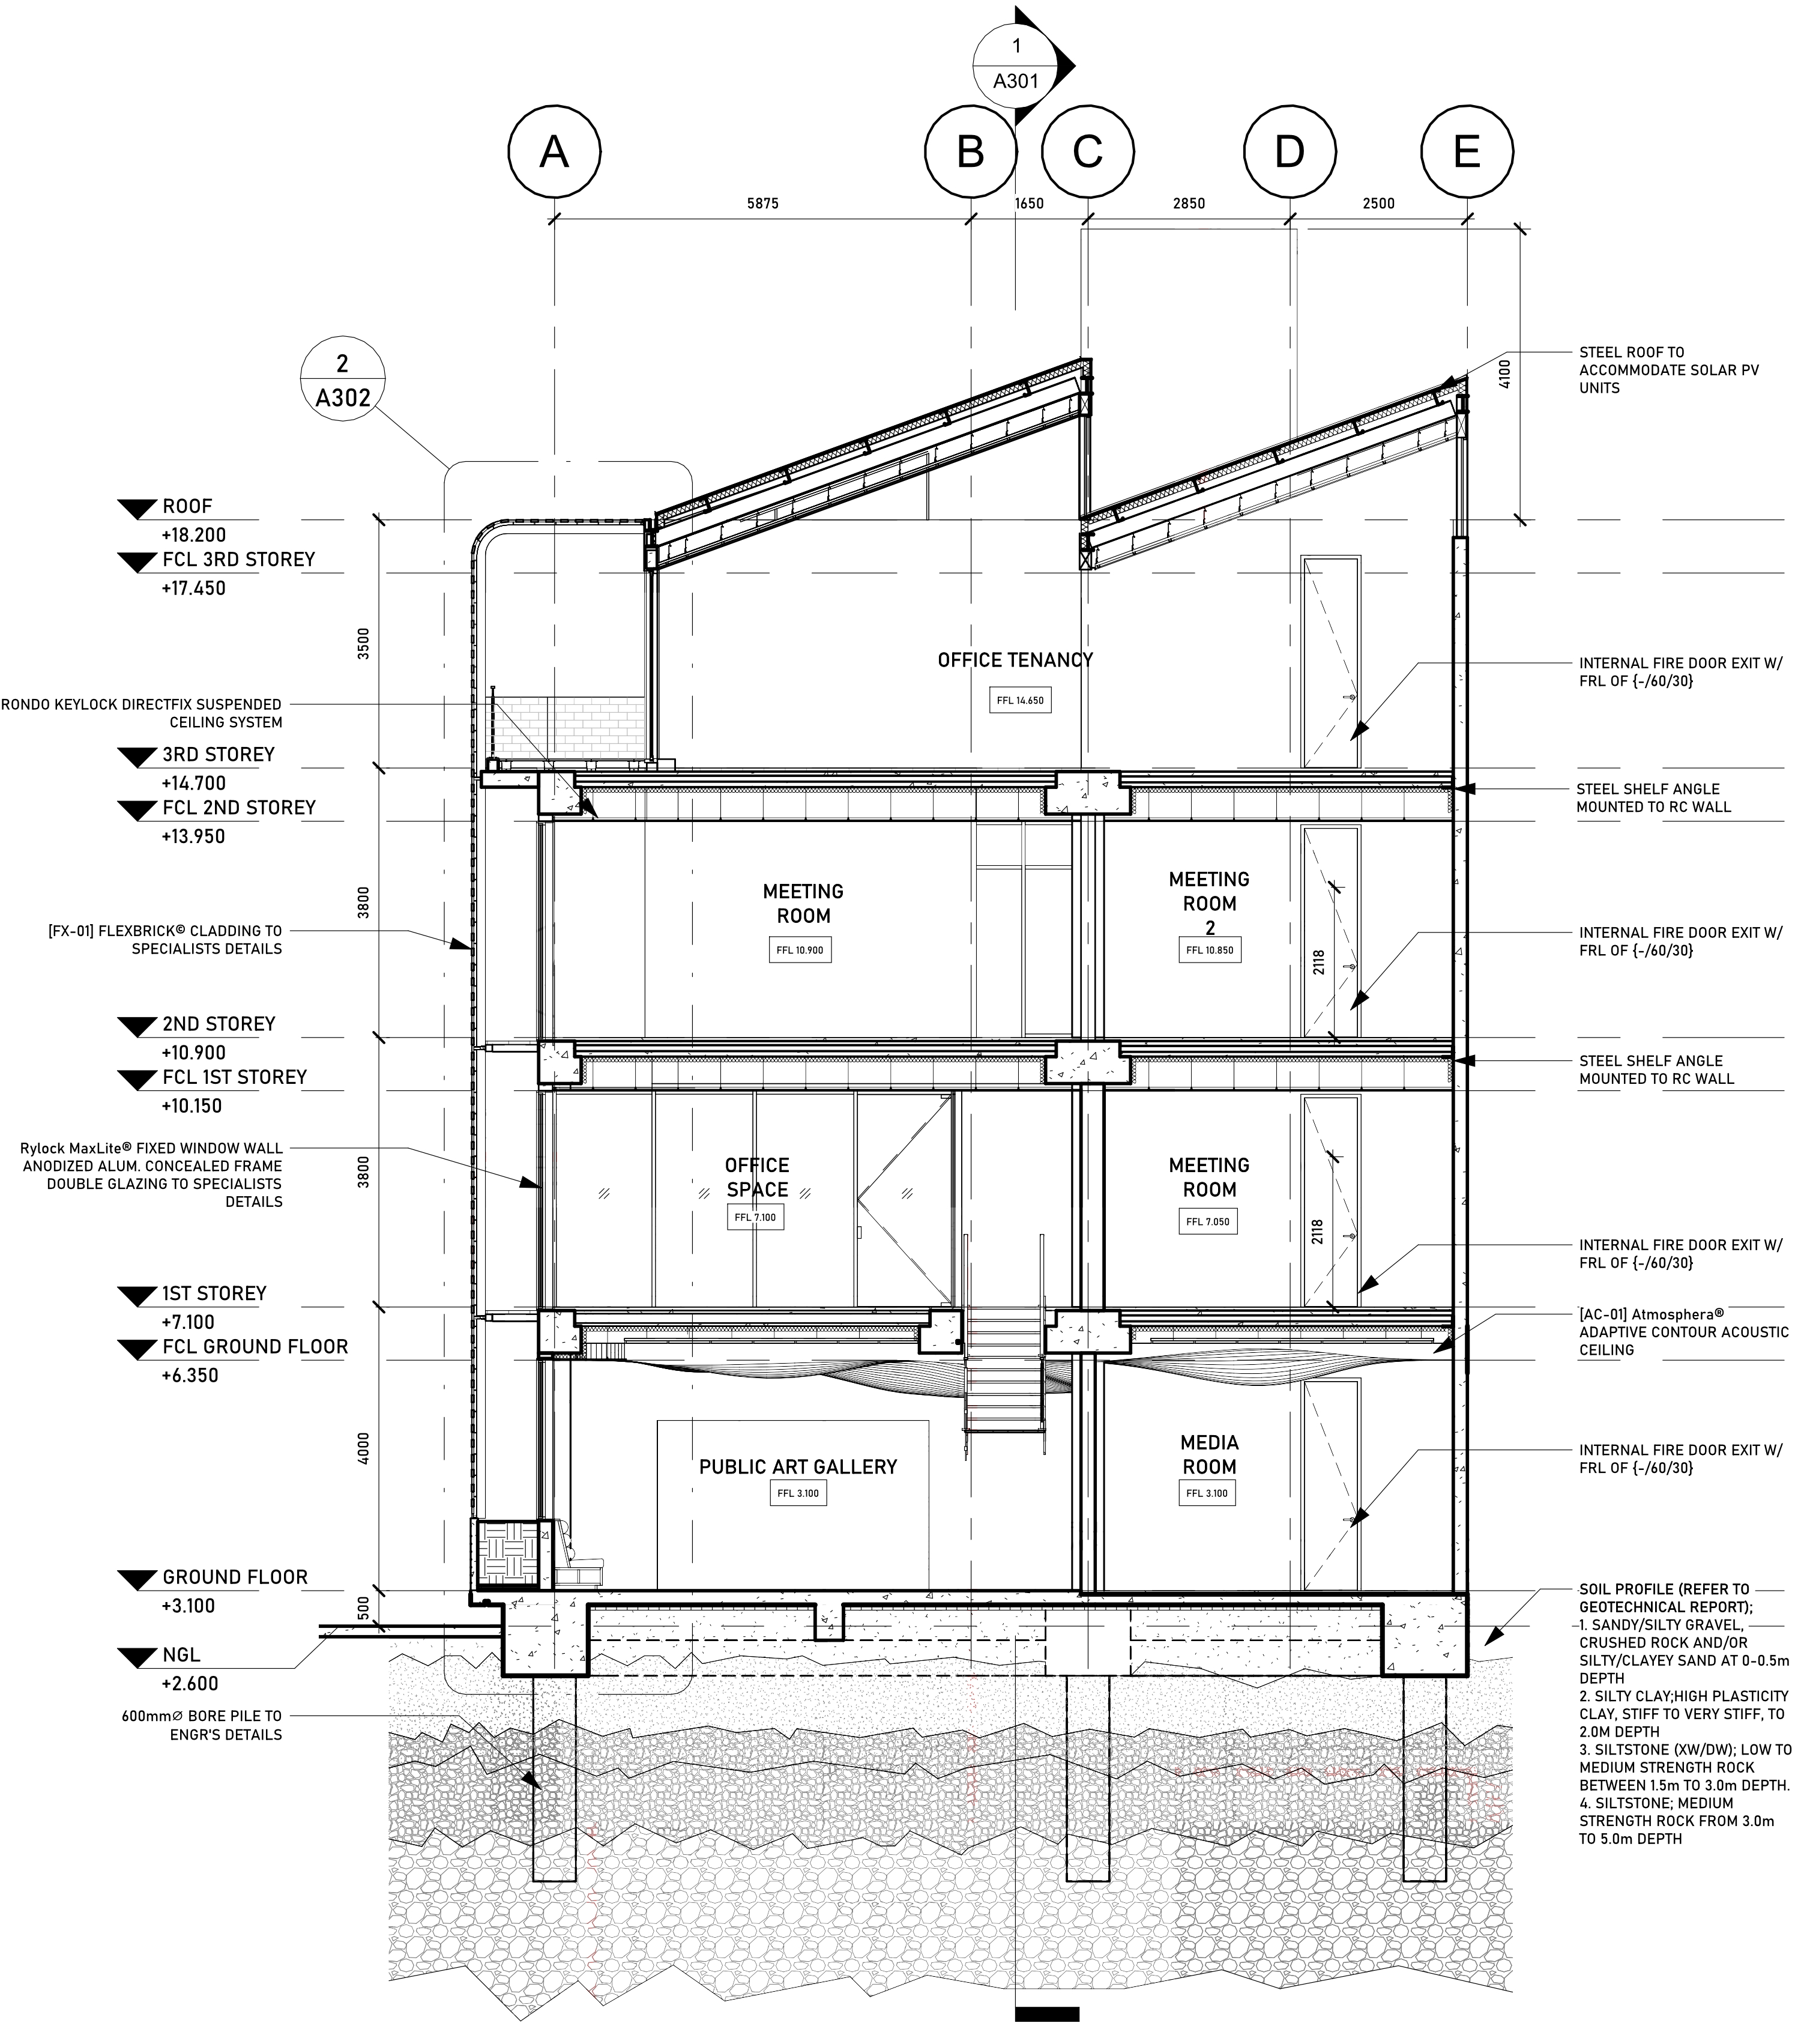 1
A301
A
B
C
D
E
5875
1650
2850
2500
4100
STEEL ROOF TO
ACCOMMODATE SOLAR PV
UNITS
2
A302
ROOF
+18.200
FCL 3RD STOREY
+17.450
3500
OFFICE TENANCY
FFL 14.650
INTERNAL FIRE DOOR EXIT W/
FRL OF {-/60/30}
RONDO KEYLOCK DIRECTFIX SUSPENDED
CEILING SYSTEM
3RD STOREY
+14.700
FCL 2ND STOREY
+13.950
STEEL SHELF ANGLE
MOUNTED TO RC WALL
3800
MEETING
ROOM
FFL 10.900
MEETING
ROOM
2
FFL 10.850
2118
[FX-01] FLEXBRICK© CLADDING TO
SPECIALISTS DETAILS
INTERNAL FIRE DOOR EXIT W/
FRL OF {-/60/30}
2ND STOREY
+10.900
FCL 1ST STOREY
+10.150
STEEL SHELF ANGLE
MOUNTED TO RC WALL
Rylock MaxLite® FIXED WINDOW WALL
ANODIZED ALUM. CONCEALED FRAME
DOUBLE GLAZING TO SPECIALISTS
DETAILS
3800
OFFICE
SPACE
FFL 7.100
MEETING
ROOM
FFL 7.050
2118
INTERNAL FIRE DOOR EXIT W/
FRL OF {-/60/30}
1ST STOREY
+7.100
FCL GROUND FLOOR
+6.350
[AC-01] Atmosphera®
ADAPTIVE CONTOUR ACOUSTIC
CEILING
4000
PUBLIC ART GALLERY
FFL 3.100
MEDIA
ROOM
FFL 3.100
INTERNAL FIRE DOOR EXIT W/
FRL OF {-/60/30}
GROUND FLOOR
+3.100
500
NGL
+2.600
600mm∅ BORE PILE TO
ENGR'S DETAILS
SOIL PROFILE (REFER TO
GEOTECHNICAL REPORT);
1. SANDY/SILTY GRAVEL,
CRUSHED ROCK AND/OR
SILTY/CLAYEY SAND AT 0-0.5m
DEPTH
2. SILTY CLAY;HIGH PLASTICITY
CLAY, STIFF TO VERY STIFF, TO
2.0M DEPTH
3. SILTSTONE (XW/DW); LOW TO
MEDIUM STRENGTH ROCK
BETWEEN 1.5m TO 3.0m DEPTH.
4. SILTSTONE; MEDIUM
STRENGTH ROCK FROM 3.0m
TO 5.0m DEPTH